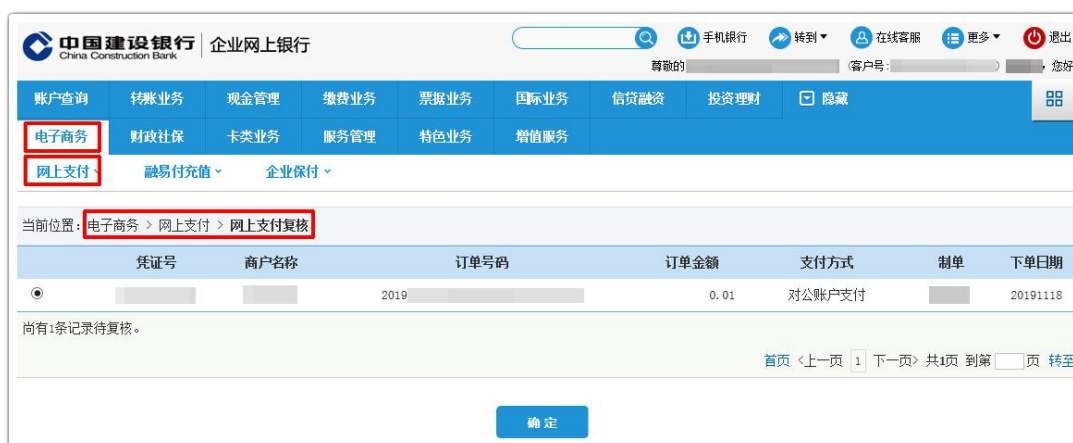 中国建设银行 企业网上银行 手机银行 转到 在线客服 更多 退出
China Construction Bank
尊敬的 (客户号: ) , 您好
账户查询 转账业务 现金管理 缴费业务 票据业务 国际业务 信贷融资 投资理财 隐藏
电子商务 财政社保 卡类业务 服务管理 特色业务 增值服务
网上支付 融易付充值 企业保付
当前位置: 电子商务 > 网上支付 > 网上支付复核
凭证号 商户名称 订单号码 订单金额 支付方式 制单 下单日期
2019 0.01 对公账户支付 20191118
尚有1条记录待复核。
首页 <上一页 1 下一页> 共1页 到第 页 转至
确定